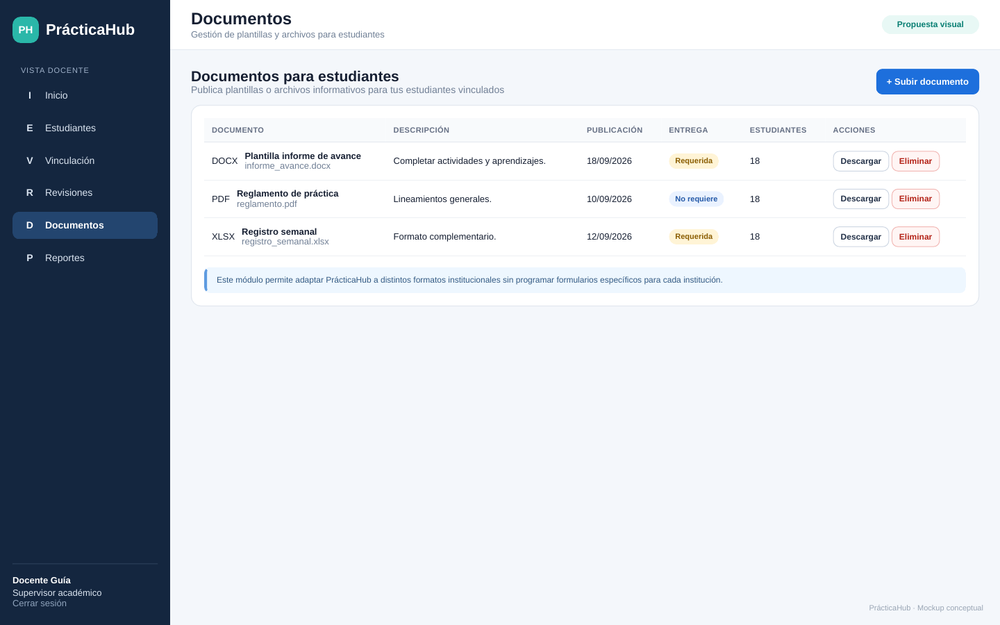 PH PrácticaHub
VISTA DOCENTE
I Inicio
E Estudiantes
V Vinculación
R Revisiones
D Documentos
P Reportes
Docente Guía
Supervisor académico
Cerrar sesión
Documentos
Gestión de plantillas y archivos para estudiantes
Propuesta visual
Documentos para estudiantes
Publica plantillas o archivos informativos para tus estudiantes vinculados
+ Subir documento
DOCUMENTO DESCRIPCIÓN PUBLICACIÓN ENTREGA ESTUDIANTES ACCIONES
DOCX Plantilla informe de avance Completar actividades y aprendizajes. 18/09/2026 Requerida 18 Descargar Eliminar
informe_avance.docx
PDF Reglamento de práctica Lineamientos generales. 10/09/2026 No requiere 18 Descargar Eliminar
reglamento.pdf
XLSX Registro semanal Formato complementario. 12/09/2026 Requerida 18 Descargar Eliminar
registro_semanal.xlsx
Este módulo permite adaptar PrácticaHub a distintos formatos institucionales sin programar formularios específicos para cada institución.
PrácticaHub · Mockup conceptual